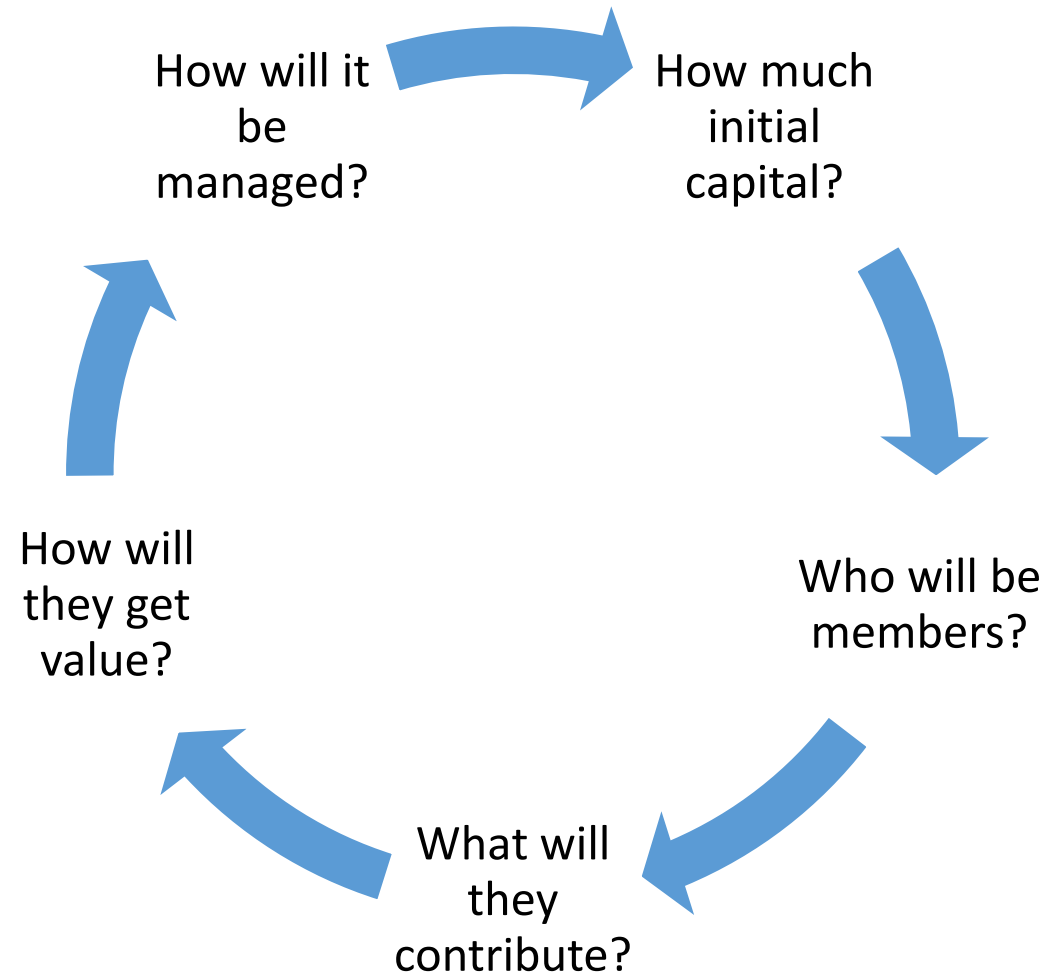 How will it
be
managed?
How much
initial
capital?
Who will be
members?
What will
they
contribute?
How will
they get
value?